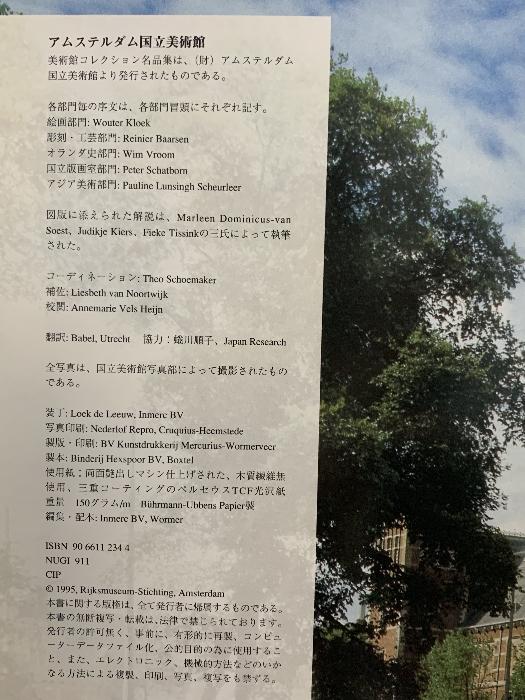 アムステルダム国立美術館
美術館コレクション名品集は、(財)アムステルダム
国立美術館より発行されたものである。
各部門毎の序文は、各部門冒頭にそれぞれ記す。
絵画部門: Wouter Kloek
彫刻・工芸部門: Reinier Baarsen
オランダ史部門: Wim Vroom
国立版画室部門: Peter Schatborn
アジア美術部門: Pauline Lunsingh Scheurleer
図版に添えられた解説は、Marleen Dominicus-van
Soest、Judikje Kiers、Fieke Tissinkの三氏によって執筆
された。
コーディネーション: Theo Schoemaker
補佐: Liesbeth van Noortwijk
校閲: Annemarie Vels Heijn
翻訳: Babel, Utrecht 協力：蜷川順子、Japan Research
全写真は、国立美術館写真部によって撮影されたもの
である。
装丁: Loek de Leeuw, Inmerc BV
写真印刷: Nederlof Repro, Cruquius-Heemstede
製版・印刷: BV Kunstdrukkerij Mercurius-Wormerveer
製本: Binderij Hexspoor BV, Boxtel
使用紙：両面艶出しマシン仕上げされた、木質繊維無
使用、三重コーティングのペルセウスTCF光沢紙
重量 150グラム/m Bührmann-Ubbens Papier製
編集・配本: Inmerc BV, Wormer
ISBN 90 6611 234 4
NUGI 911
CIP
© 1995, Rijksmuseum-Stichting, Amsterdam
本書に関する版権は、全て発行者に帰属するものである。
本書の無断複写・転載は、法律で禁じられております。
発行者の許可無く、事前に、有形的に再製、コンピュ
ーターデータファイル化、公的目的の為に使用するこ
と、また、エレクトロニック、機械的方法などのいか
なる方法による複製、印刷、写真、複写をも禁ずる。